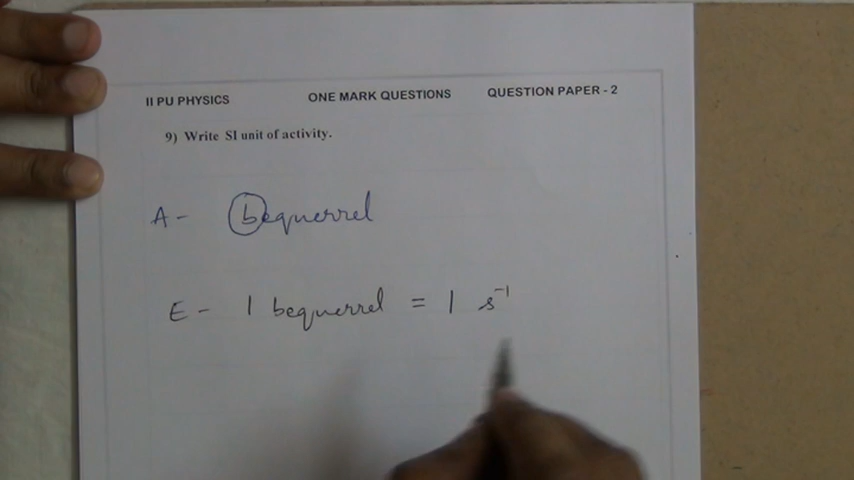 II PU PHYSICS ONE MARK QUESTIONS QUESTION PAPER - 2
9) Write SI unit of activity.
A - bequerrel
E - 1 bequerrel = 1 s⁻¹